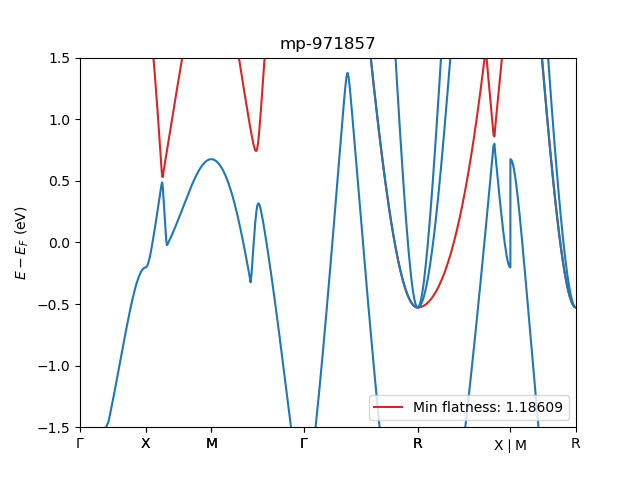 mp-971857
E − E_F (eV)
1.5
1.0
0.5
0.0
−0.5
−1.0
−1.5
Min flatness: 1.18609
Γ X M Γ R X | M R